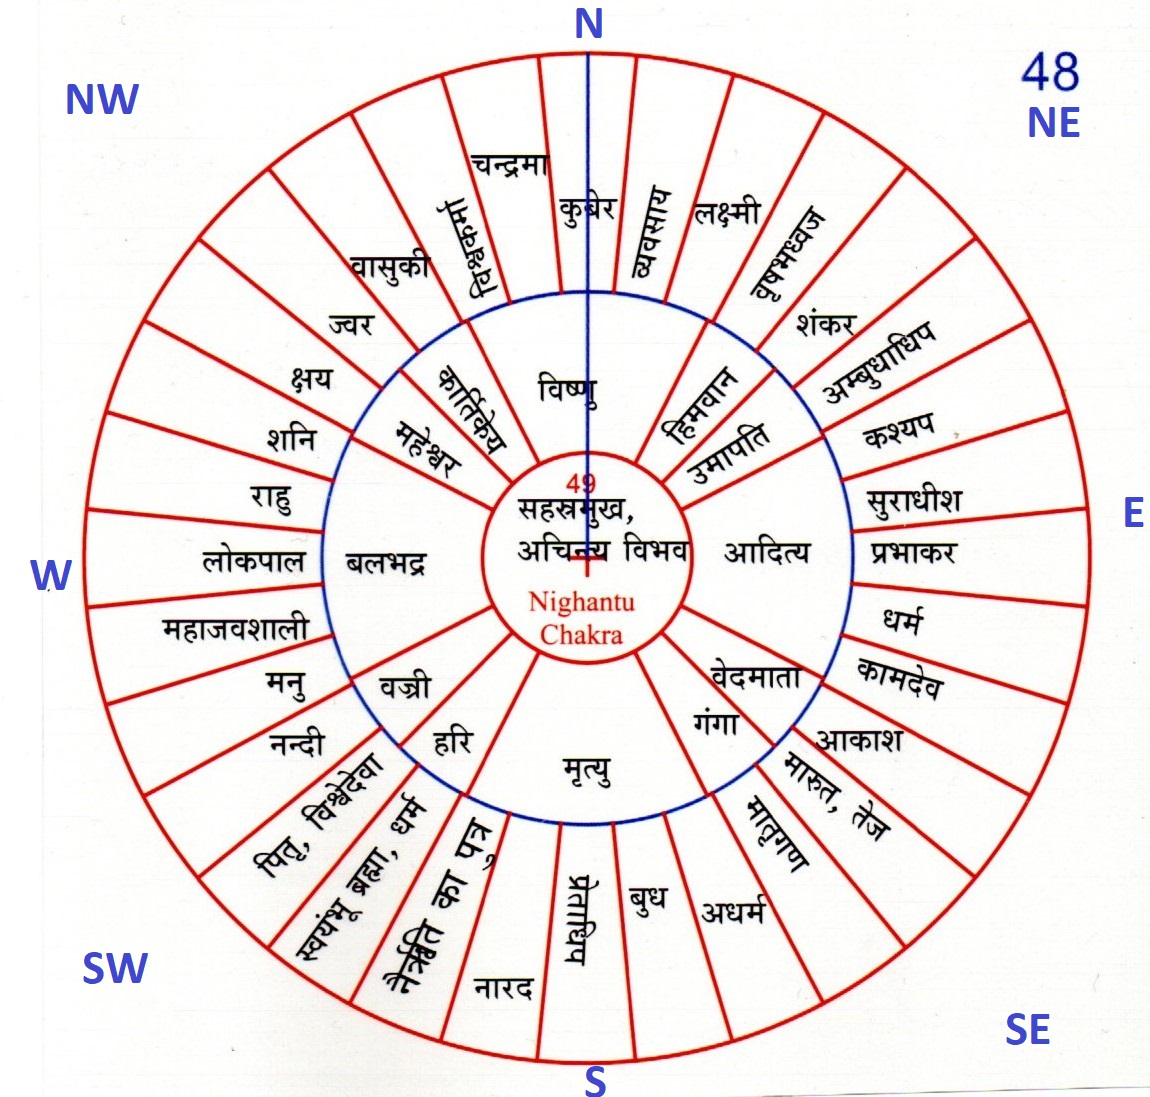 N
48
NW
NE
चन्द्रमा
कुबेर
व्यवसाय
लक्ष्मी
वृषभध्वज
शंकर
अम्बुधाधिप
कश्यप
सुराधीश
प्रभाकर
E
धर्म
कामदेव
आकाश
मारुत, तेज
मातृगण
अधर्म
बुध
प्रेताधिप
नारद
नैऋति का पुत्र
स्वयंभू ब्रह्मा, धर्म
पितृ, विश्वेदेवा
नन्दी
मनु
महाजवशाली
लोकपाल
W
राहु
शनि
क्षय
ज्वर
वासुकी
विश्वकर्मा
विष्णु
हिमवान
उमापति
आदित्य
वेदमाता
गंगा
मृत्यु
हरि
वज्री
बलभद्र
महेश्वर
कार्तिकेय
49
सहस्रमुख,
अचिन्त्य विभव
Nighantu
Chakra
SW
SE
S